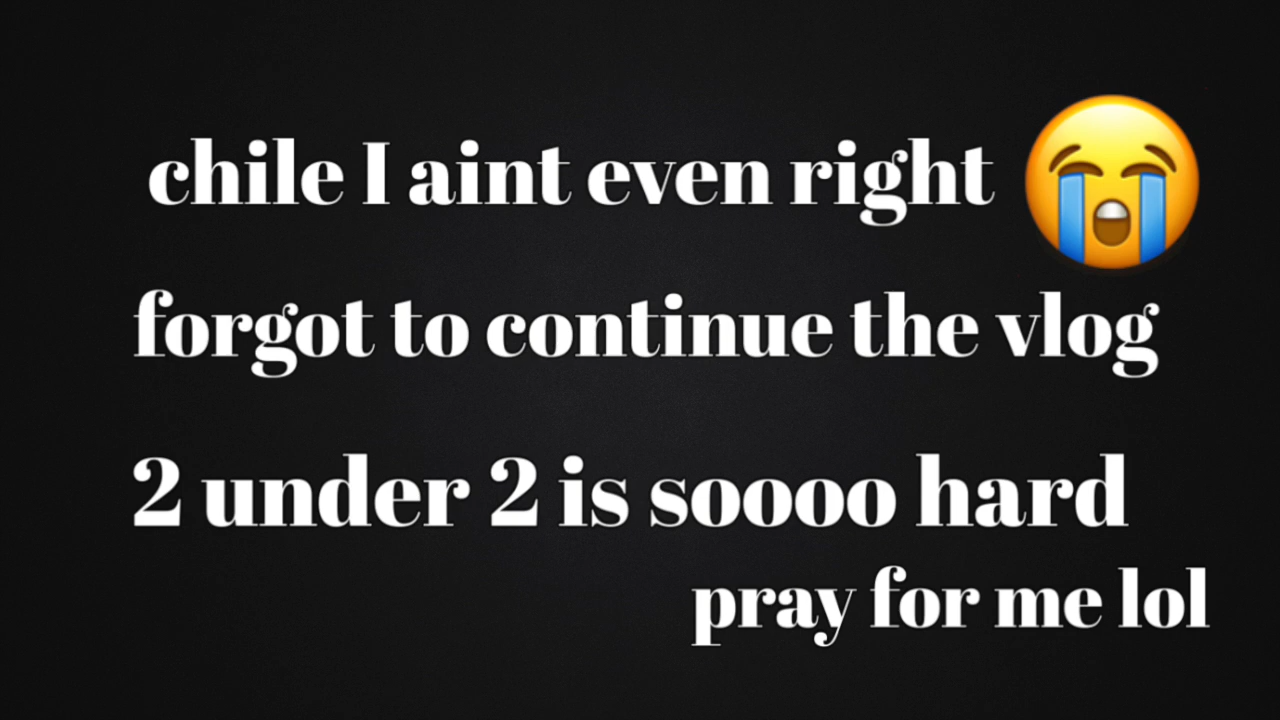 chile I aint even right 😭
forgot to continue the vlog
2 under 2 is soooo hard
pray for me lol